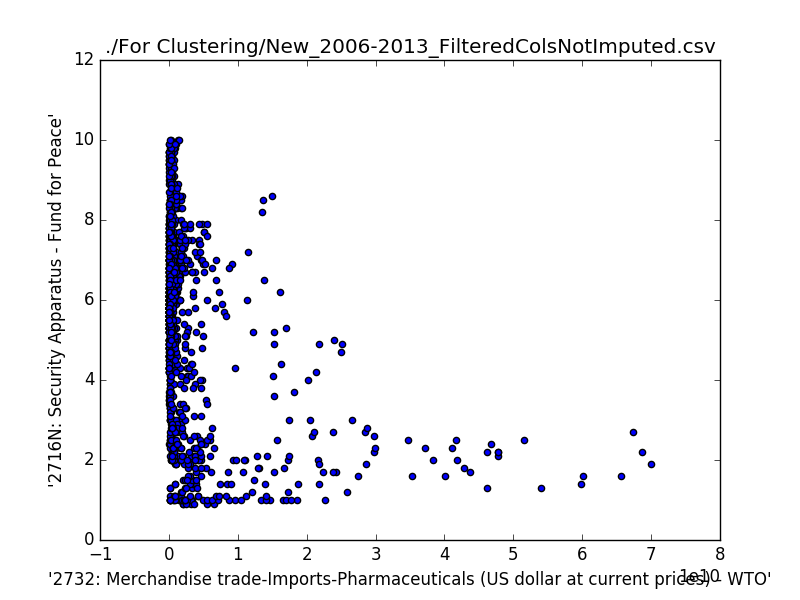 ./For Clustering/New_2006-2013_FilteredColsNotImputed.csv
12
10
8
6
4
2
0
'2716N: Security Apparatus - Fund for Peace'
−1 0 1 2 3 4 5 6 7 8
1e10
'2732: Merchandise trade-Imports-Pharmaceuticals (US dollar at current prices) - WTO'